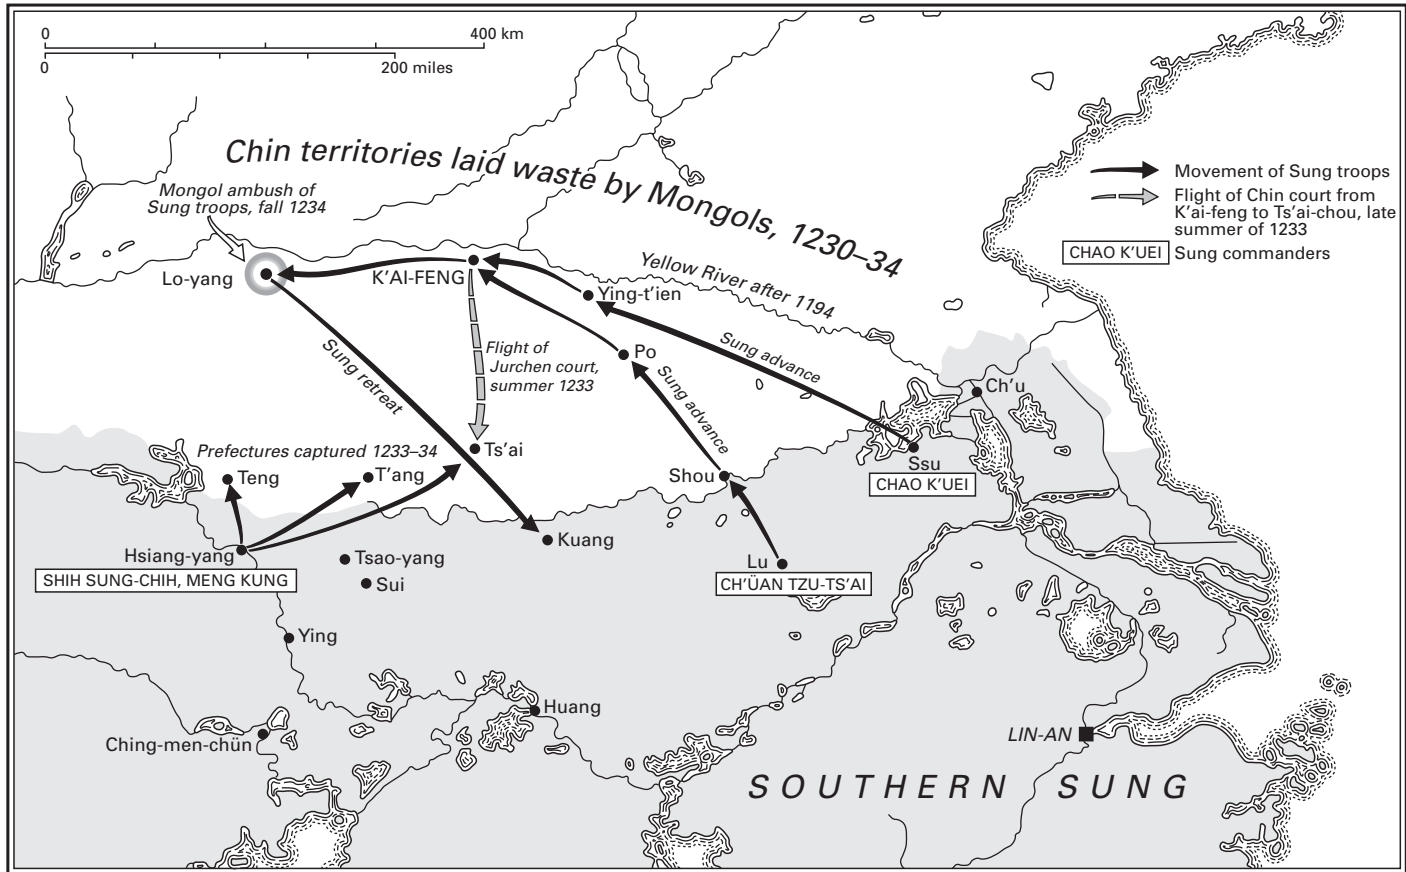 0 400 km
0 200 miles
Chin territories laid waste by Mongols, 1230–34
Mongol ambush of
Sung troops, fall 1234
Movement of Sung troops
Flight of Chin court from
K'ai-feng to Ts'ai-chou, late
summer of 1233
CHAO K'UEI Sung commanders
Lo-yang
K'AI-FENG
Ying-t'ien
Yellow River after 1194
Sung retreat
Flight of
Jurchen court,
summer 1233
Po
Sung advance
Sung advance
Ch'u
Prefectures captured 1233–34
Teng
T'ang
Ts'ai
Shou
Ssu
CHAO K'UEI
Hsiang-yang
SHIH SUNG-CHIH, MENG KUNG
Tsao-yang
Sui
Kuang
Lu
CH'ÜAN TZU-TS'AI
Ying
Huang
Ching-men-chün
LIN-AN
SOUTHERN SUNG